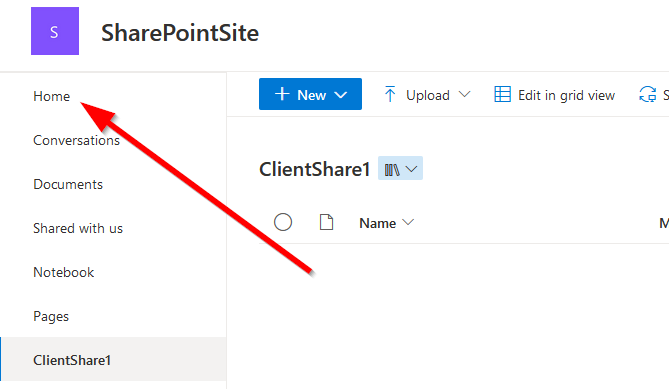 S
SharePointSite
Home
Conversations
Documents
Shared with us
Notebook
Pages
ClientShare1
New Upload Edit in grid view S
ClientShare1
Name M